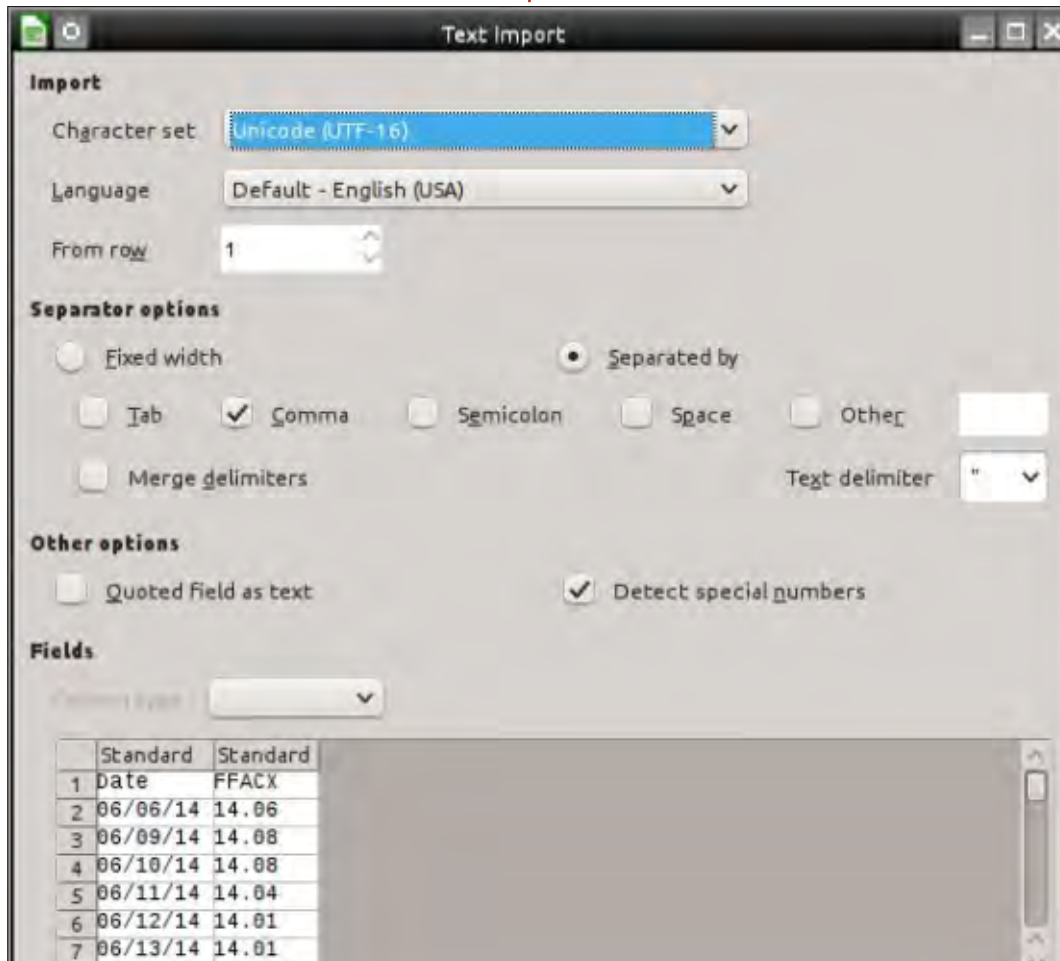 Text Import
Import
Character set Unicode (UTF-16)
Language Default - English (USA)
From row 1
Separator options
Fixed width Separated by
Tab Comma Semicolon Space Other
Merge delimiters Text delimiter "
Other options
Quoted field as text Detect special numbers
Fields
Column type
Standard Standard
1 Date FFACX
2 06/06/14 14.06
3 06/09/14 14.08
4 06/10/14 14.08
5 06/11/14 14.04
6 06/12/14 14.01
7 06/13/14 14.01